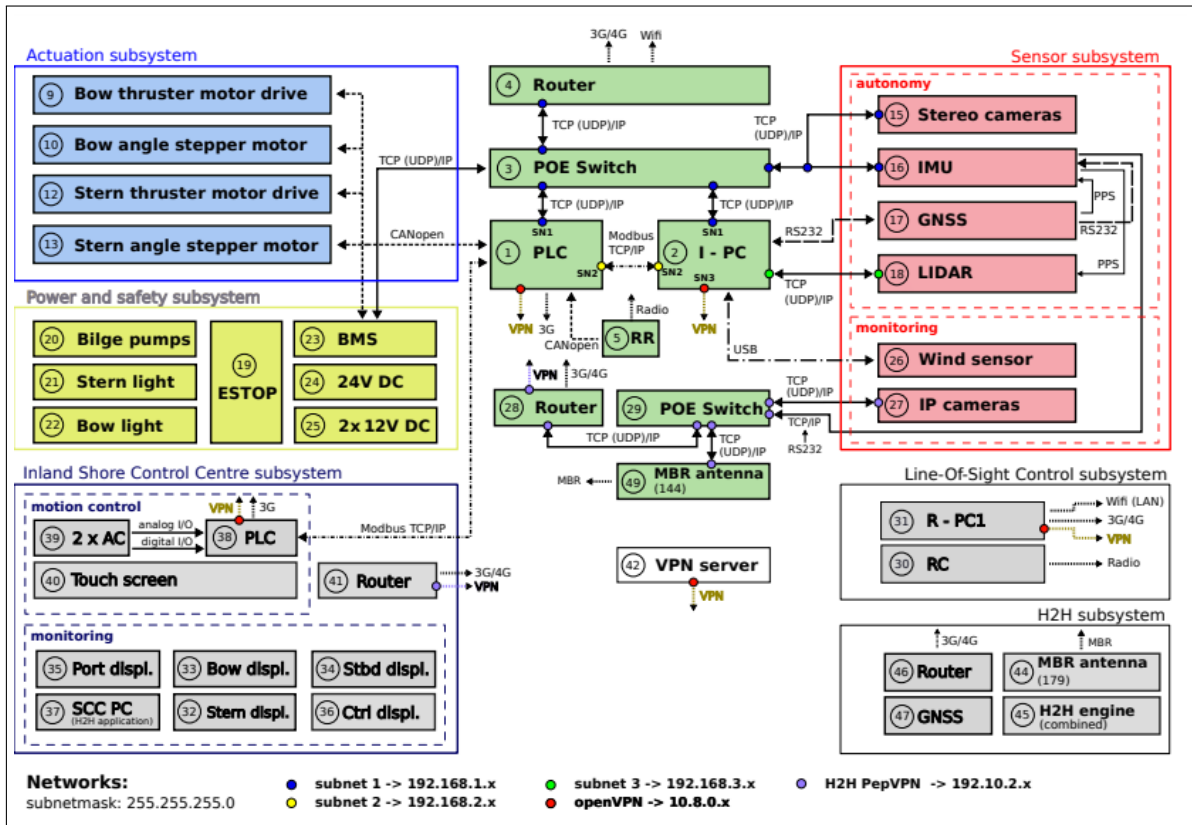 3G/4G
Wifi
Actuation subsystem
Sensor subsystem
9 Bow thruster motor drive
10 Bow angle stepper motor
12 Stern thruster motor drive
13 Stern angle stepper motor
4 Router
TCP (UDP)/IP
3 POE Switch
TCP (UDP)/IP
TCP
(UDP)/IP
TCP (UDP)/IP
TCP (UDP)/IP
autonomy
15 Stereo cameras
16 IMU
PPS
17 GNSS
RS232
18 LIDAR
PPS
CANopen
SN1
1 PLC
SN2
Modbus
TCP/IP
SN1
2 I - PC
SN2
SN3
RS232
TCP
(UDP)/IP
VPN
3G
CANopen
Radio
5 RR
VPN
USB
Power and safety subsystem
20 Bilge pumps
21 Stern light
22 Bow light
19
ESTOP
23 BMS
24 24V DC
25 2x 12V DC
monitoring
26 Wind sensor
27 IP cameras
VPN
3G/4G
28 Router
29 POE Switch
TCP
(UDP)/IP
TCP/IP
RS232
TCP (UDP)/IP
TCP
(UDP)/IP
MBR
49 MBR antenna
(144)
Inland Shore Control Centre subsystem
motion control
VPN
3G
39 2 x AC
analog I/O
digital I/O
38 PLC
Modbus TCP/IP
40 Touch screen
41 Router
3G/4G
VPN
monitoring
35 Port displ.
33 Bow displ.
34 Stbd displ.
37 SCC PC
(H2H application)
32 Stern displ.
36 Ctrl displ.
42 VPN server
VPN
Line-Of-Sight Control subsystem
31 R - PC1
Wifi (LAN)
3G/4G
VPN
30 RC
Radio
H2H subsystem
3G/4G
MBR
46 Router
44 MBR antenna
(179)
47 GNSS
45 H2H engine
(combined)
Networks:
subnetmask: 255.255.255.0
subnet 1 -> 192.168.1.x
subnet 2 -> 192.168.2.x
subnet 3 -> 192.168.3.x
openVPN -> 10.8.0.x
H2H PepVPN -> 192.10.2.x